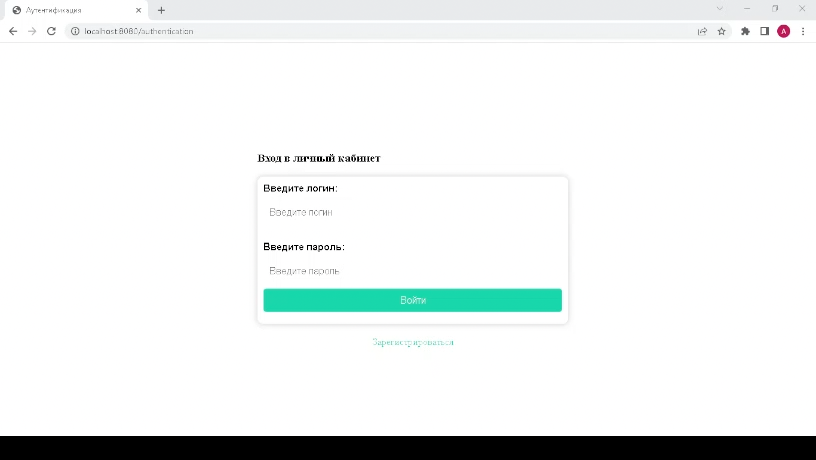 Аутентификация
localhost:8080/authentication
A
Вход в личный кабинет
Введите логин:
Введите логин
Введите пароль:
Введите пароль
Войти
Зарегистрироваться